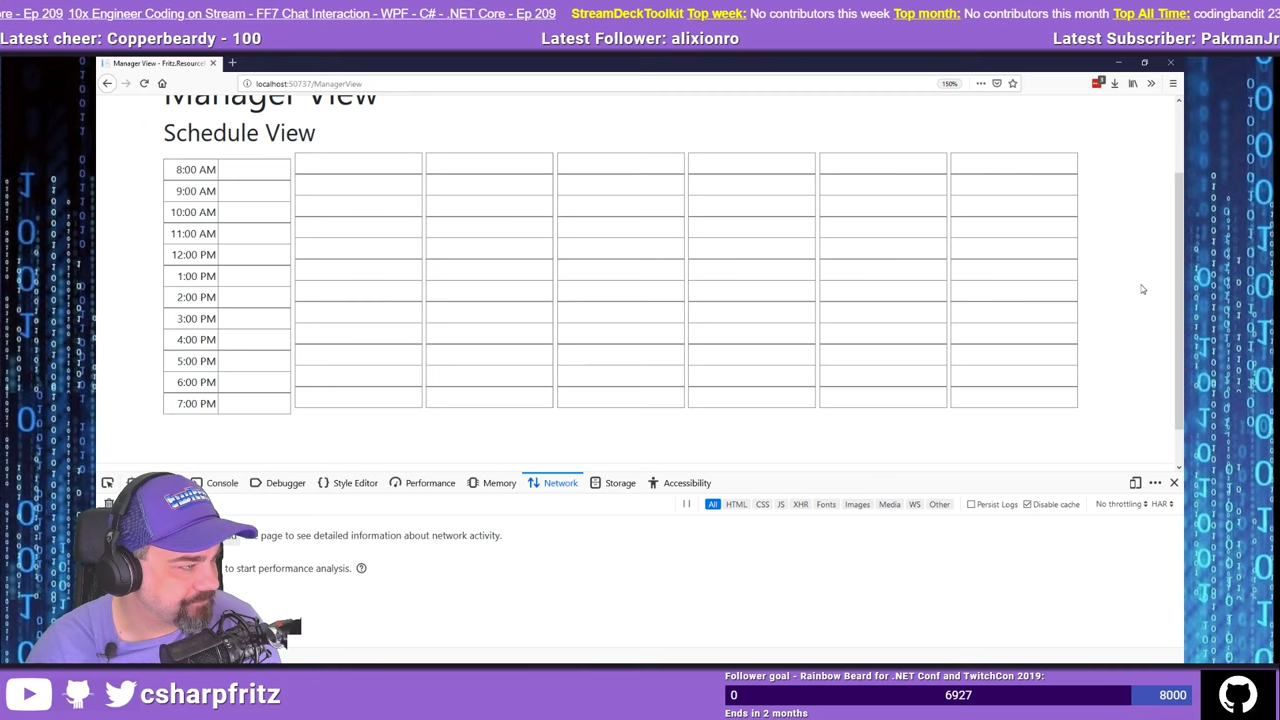 ore - Ep 209 10x Engineer Coding on Stream - FF7 Chat Interaction - WPF - C# - .NET Core - Ep 209 StreamDeckToolkit Top week: No contributors this week Top month: No contributors this month Top All Time: codingbandit 23
Latest cheer: Copperbeardy - 100 Latest Follower: alixionro Latest Subscriber: PakmanJr
Manager View - Fritz.Resource
localhost:50737/ManagerView 150%
Manager View
Schedule View
8:00 AM
9:00 AM
10:00 AM
11:00 AM
12:00 PM
1:00 PM
2:00 PM
3:00 PM
4:00 PM
5:00 PM
6:00 PM
7:00 PM
Console Debugger Style Editor Performance Memory Network Storage Accessibility
All HTML CSS JS XHR Fonts Images Media WS Other Persist Logs Disable cache No throttling HAR
page to see detailed information about network activity.
to start performance analysis.
csharpfritz
Follower goal - Rainbow Beard for .NET Conf and TwitchCon 2019:
0 6927 8000
Ends in 2 months